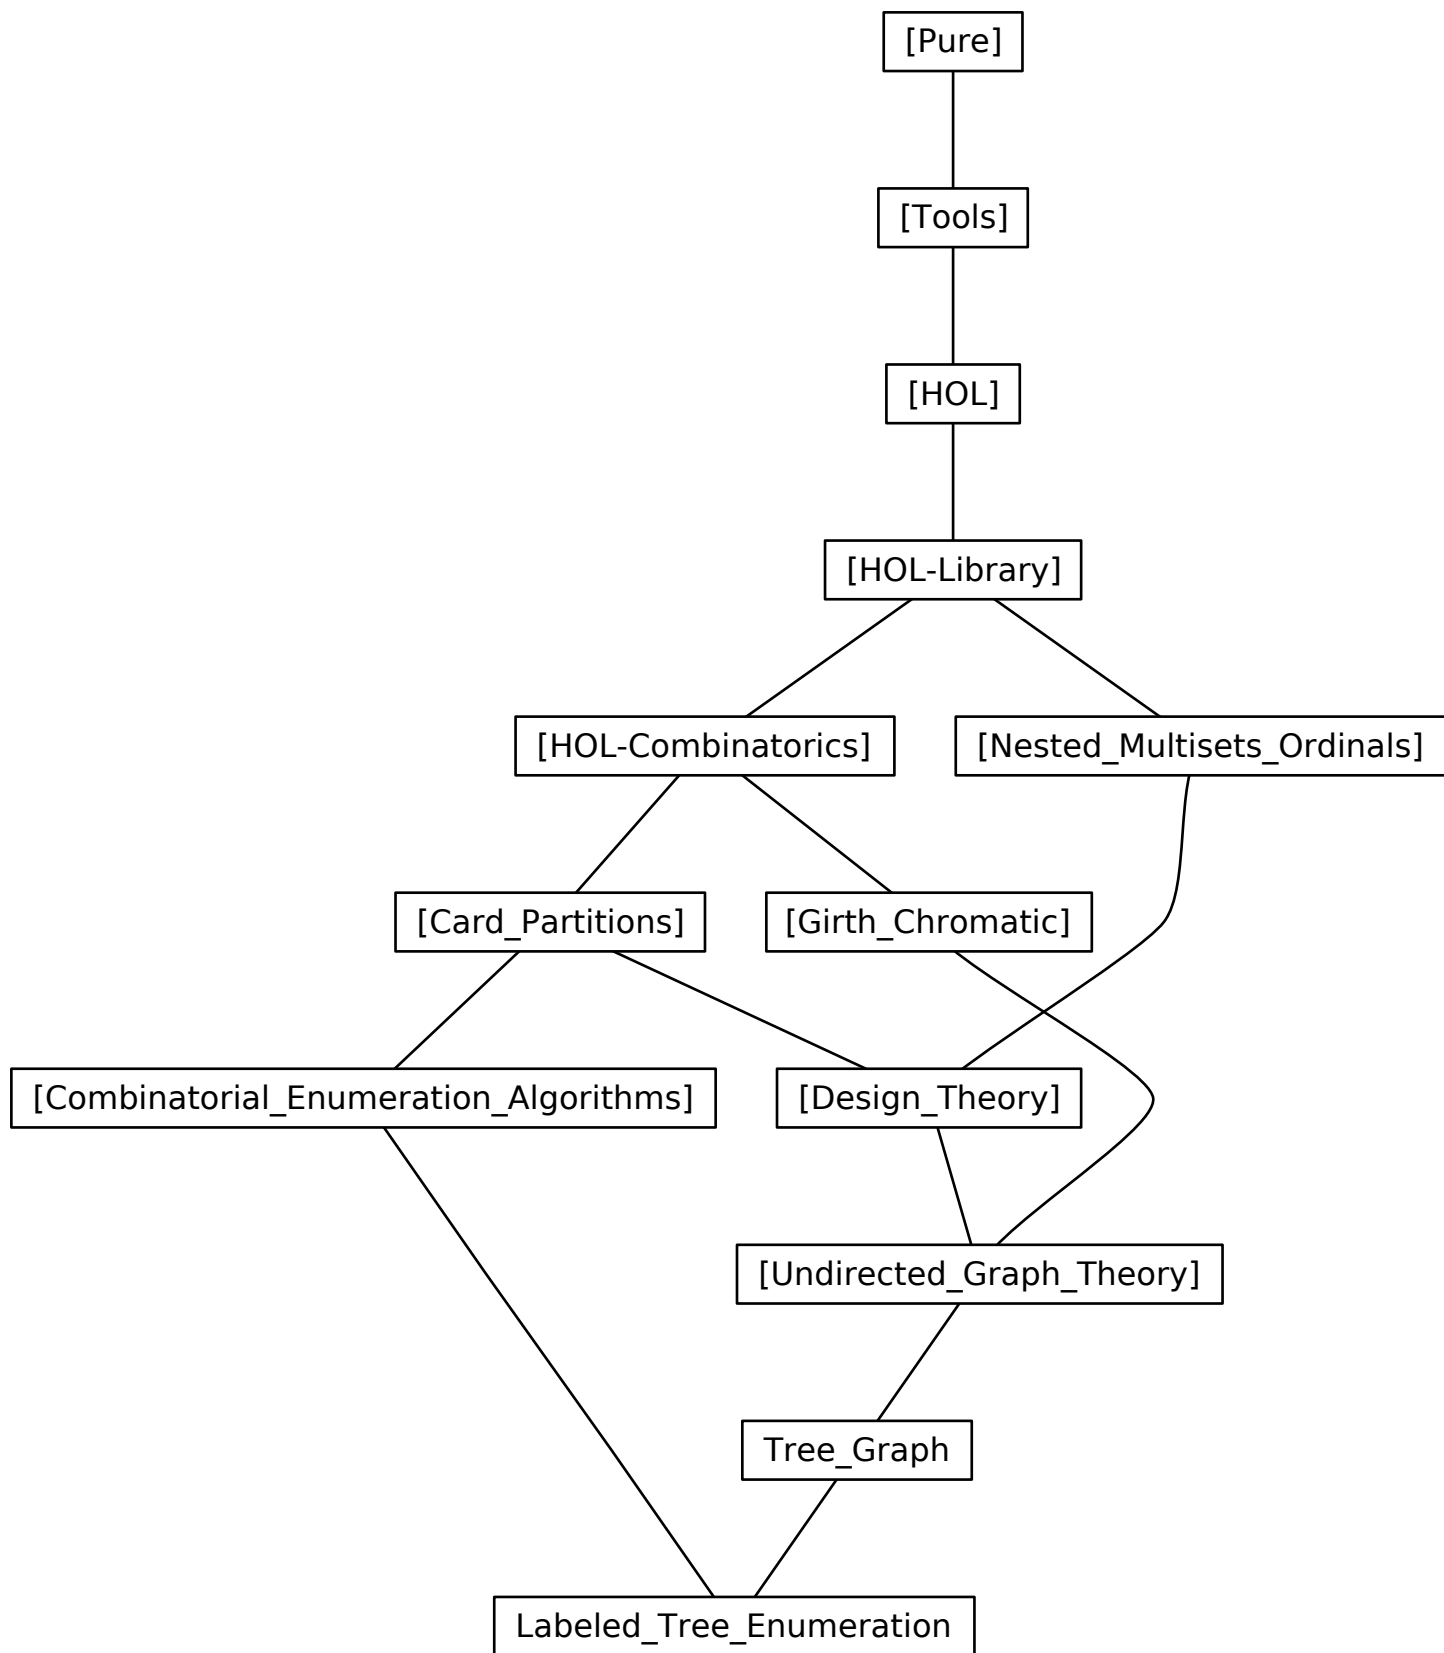 [Pure]
[Tools]
[HOL]
[HOL-Library]
[HOL-Combinatorics]
[Nested_Multisets_Ordinals]
[Card_Partitions]
[Girth_Chromatic]
[Combinatorial_Enumeration_Algorithms]
[Design_Theory]
[Undirected_Graph_Theory]
Tree_Graph
Labeled_Tree_Enumeration